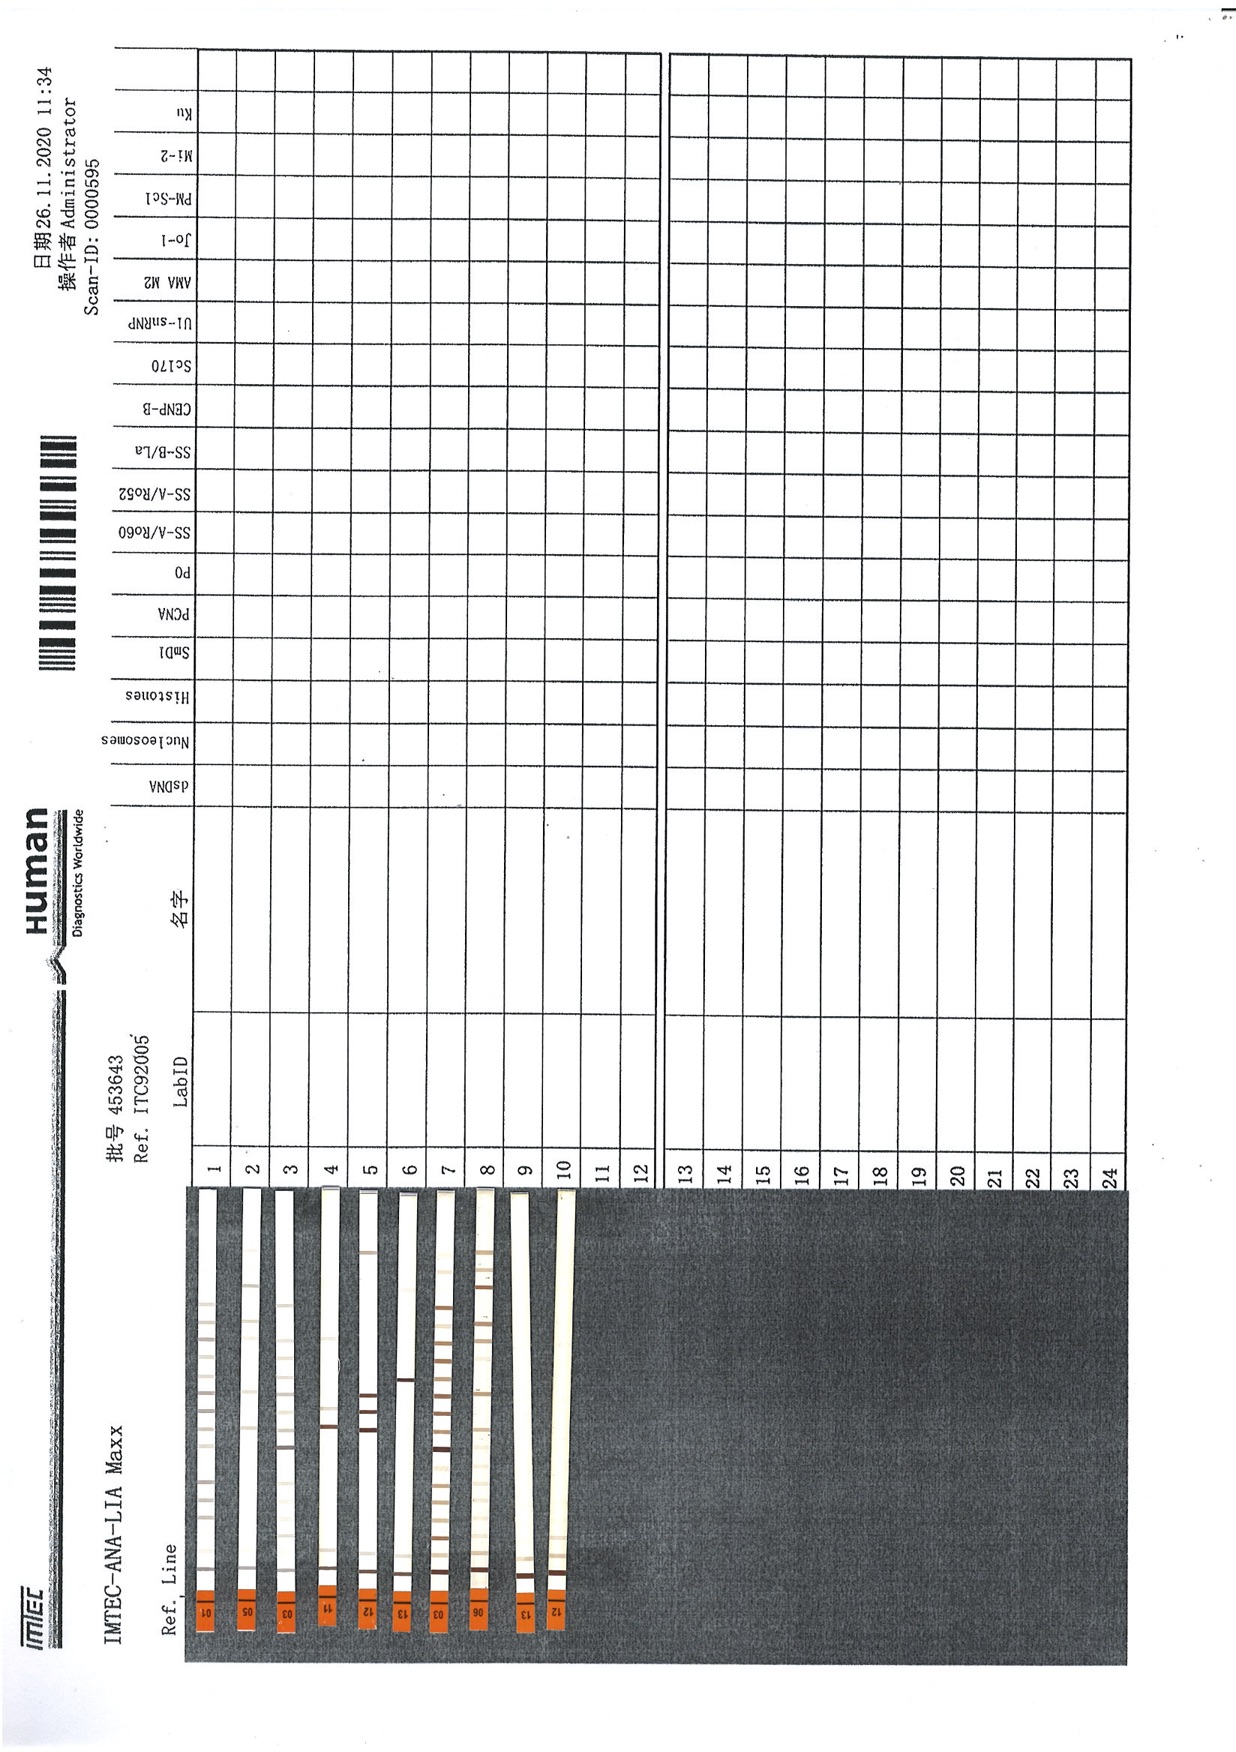 IMTEC
Human
Diagnostics Worldwide
日期26.11.2020 11:34
操作者Administrator
Scan-ID: 0000595
IMTEC-ANA-LIA Maxx
批号 453643
Ref. ITC92005
Ref. Line
LabID
名字
dsDNA
Nucleosomes
Histones
SmD1
PCNA
P0
SS-A/Ro60
SS-A/Ro52
SS-B/La
CENP-B
Scl70
U1-snRNP
AMA M2
Jo-1
PM-Scl
Mi-2
Ku
01
1
05
2
03
3
11
4
12
5
13
6
03
7
06
8
13
9
12
10
11
12
13
14
15
16
17
18
19
20
21
22
23
24